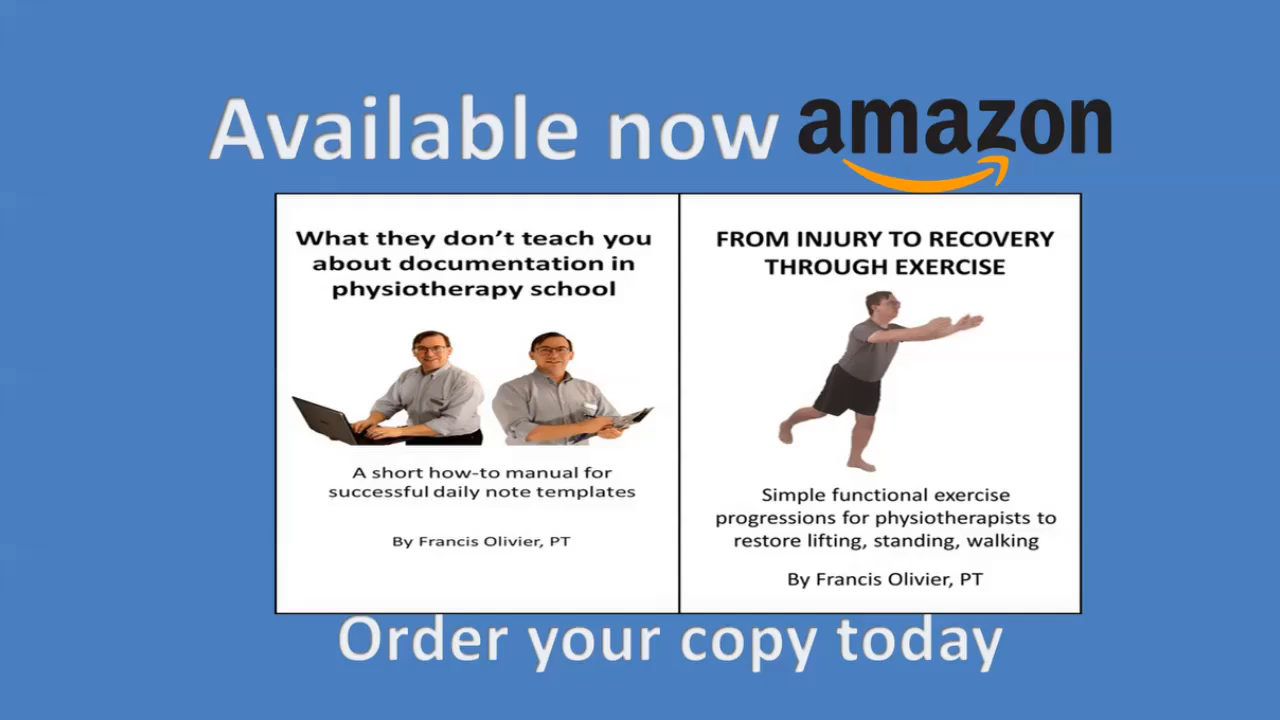 Available now amazon
What they don't teach you
about documentation in
physiotherapy school
A short how-to manual for
successful daily note templates
By Francis Olivier, PT
FROM INJURY TO RECOVERY
THROUGH EXERCISE
Simple functional exercise
progressions for physiotherapists to
restore lifting, standing, walking
By Francis Olivier, PT
Order your copy today